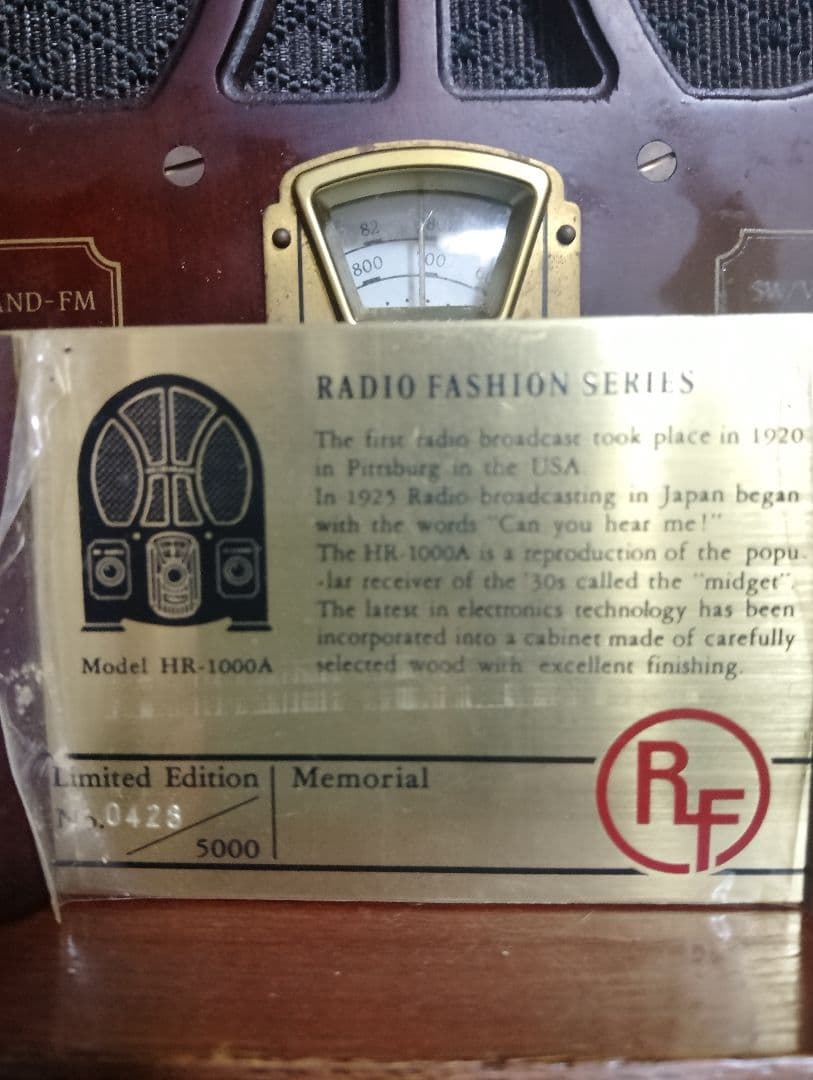 82
800
00
AND-FM
SW/V
RADIO FASHION SERIES
The first radio broadcast took place in 1920
in Pittsburg in the USA.
In 1925 Radio broadcasting in Japan began
with the words "Can you hear me!"
The HR-1000A is a reproduction of the popu-
-lar receiver of the '30s called the "midget".
The latest in electronics technology has been
incorporated into a cabinet made of carefully
selected wood with excellent finishing.
Model HR-1000A
Limited Edition
No.0428
5000
Memorial
RF